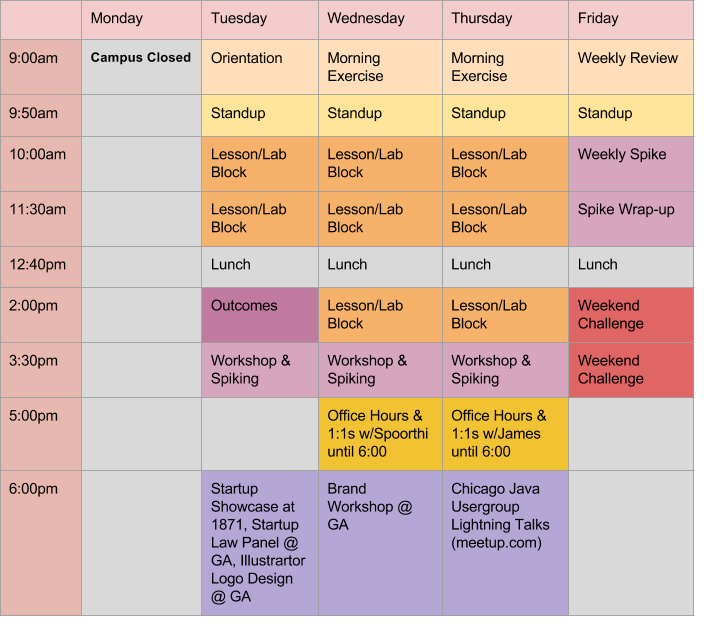 Monday Tuesday Wednesday Thursday Friday
9:00am Campus Closed Orientation Morning Morning Weekly Review
Exercise Exercise
9:50am Standup Standup Standup Standup
10:00am Lesson/Lab Lesson/Lab Lesson/Lab Weekly Spike
Block Block Block
11:30am Lesson/Lab Lesson/Lab Lesson/Lab Spike Wrap-up
Block Block Block
12:40pm Lunch Lunch Lunch Lunch
2:00pm Outcomes Lesson/Lab Lesson/Lab Weekend
Block Block Challenge
3:30pm Workshop & Workshop & Workshop & Weekend
Spiking Spiking Spiking Challenge
5:00pm Office Hours & Office Hours &
1:1s w/Spoorthi 1:1s w/James
until 6:00 until 6:00
6:00pm Startup Brand Chicago Java
Showcase at Workshop @ Usergroup
1871, Startup GA Lightning Talks
Law Panel @ (meetup.com)
GA, Illustrartor
Logo Design
@ GA